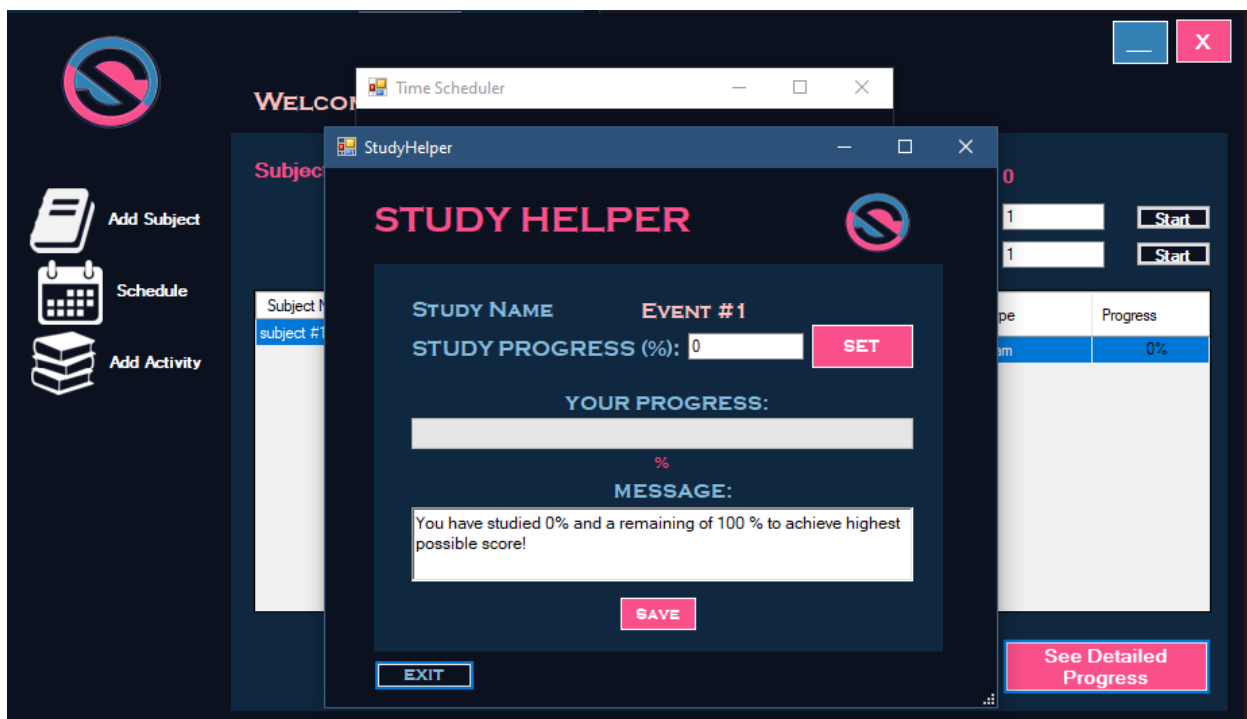 __ X
Time Scheduler
WELCO
StudyHelper
Subjec
0
STUDY HELPER
Add Subject
1 Start
1 Start
Schedule
Subject
STUDY NAME EVENT #1
pe Progress
subject #1
STUDY PROGRESS (%): 0 SET
am 0%
Add Activity
YOUR PROGRESS:
%
MESSAGE:
You have studied 0% and a remaining of 100 % to achieve highest
possible score!
SAVE
See Detailed
Progress
EXIT